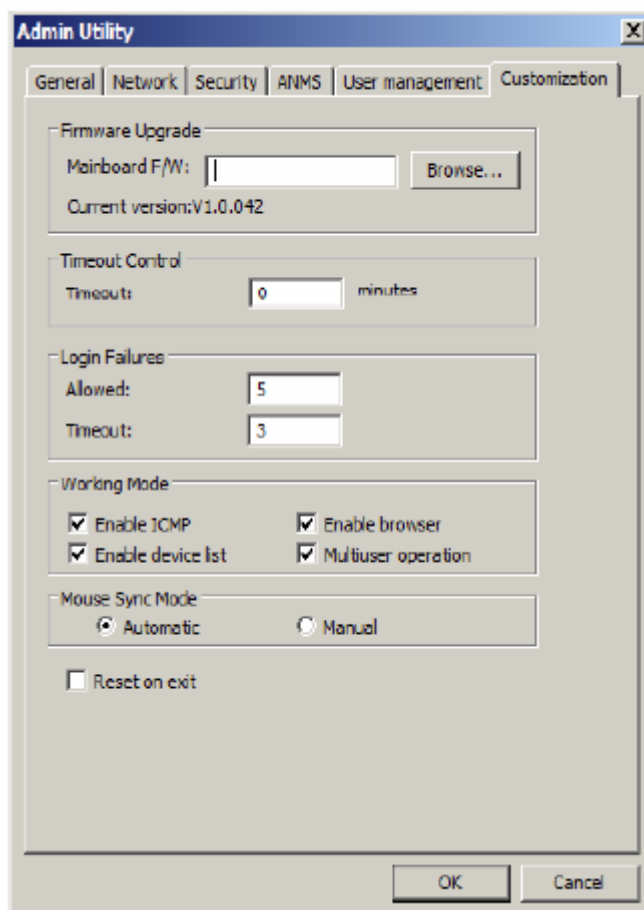 Admin Utility
General Network Security ANMS User management Customization
Firmware Upgrade
Mainboard F/W: Browse...
Current version:V1.0.042
Timeout Control
Timeout: 0 minutes
Login Failures
Allowed: 5
Timeout: 3
Working Mode
Enable ICMP Enable browser
Enable device list Multiuser operation
Mouse Sync Mode
Automatic Manual
Reset on exit
OK Cancel